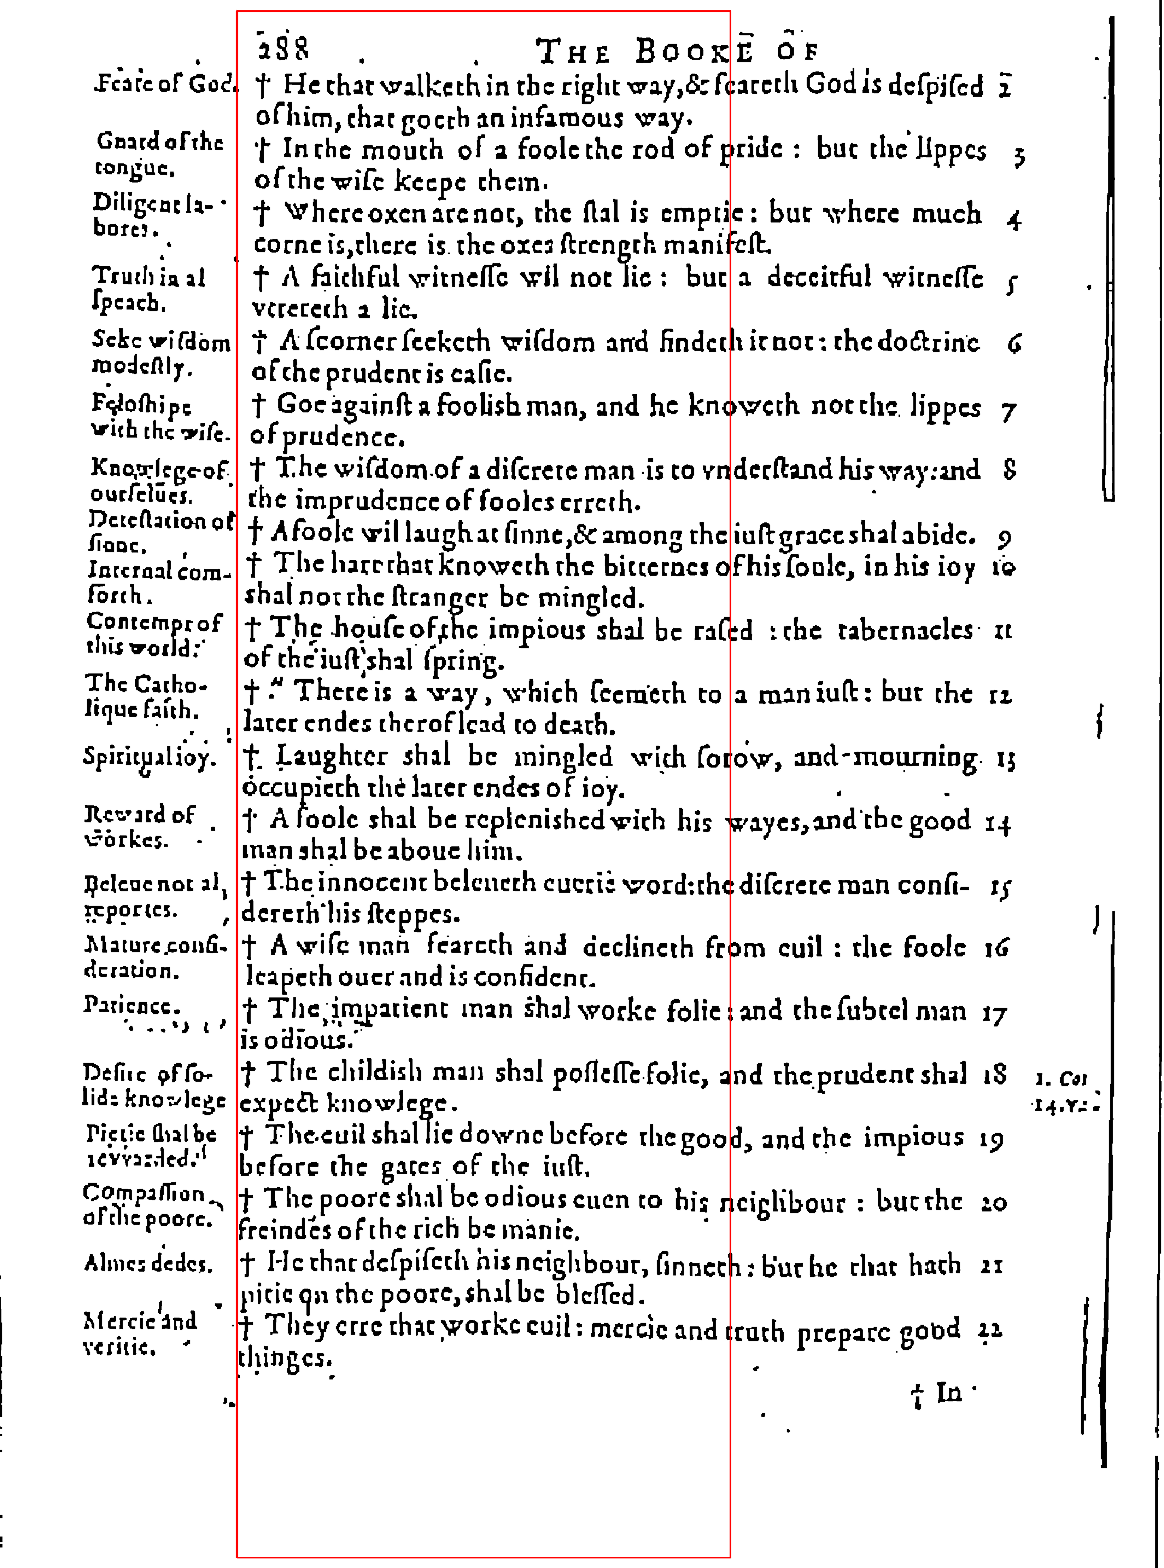 288 THE BOOKE OF
Feare of God. † He that walketh in the right way, & feareth God is despised 2
of him, that goeth an infamous way.
Guard of the † In the mouth of a foole the rod of pride : but the lippes 3
tongue. of the wise keepe them.
Diligent la- † Where oxen are not, the stal is emptie : but where much 4
bores. corne is, there is the oxes strength manifest.
Truth in al † A faithful witnesse wil not lie : but a deceitful witnesse 5
speach. vttereth a lie.
Seke wisdom † A scorner seeketh wisdom and findeth it not : the doctrine 6
modestly. of the prudent is easie.
Feloshipe † Goe against a foolish man, and he knoweth not the lippes 7
with the wise. of prudence.
Knowlege of † The wisdom of a discrete man is to vnderstand his way: and 8
ourselues. the imprudence of fooles erreth.
Detestation of † A foole wil laugh at sinne, & among the iust grace shal abide. 9
sinne.
Internal com- † The hart that knoweth the bitternes of his soule, in his ioy 10
forth. shal not the stranger be mingled.
Contempt of † The house of the impious shal be rased : the tabernacles 11
this world. of the iust shal spring.
The Catho- † " There is a way, which seemeth to a man iust : but the 12
lique faith. later endes therof lead to death.
Spiritual ioy. † Laughter shal be mingled with sorow, and mourning 13
occupieth the later endes of ioy.
Reward of † A foole shal be replenished with his wayes, and the good 14
workes. man shal be aboue him.
Beleue not al † The innocent beleueth euerie word: the discrete man consi- 15
reportes. dereth his steppes.
Mature consi- † A wise man feareth and declineth from euil : the foole 16
deration. leapeth ouer and is confident.
Patience. † The impatient man shal worke folie : and the subtel man 17
is odious.
Desire of so- † The childish man shal possesse folie, and the prudent shal 18 1. Cor
lide knowlege expect knowlege. 14. v.
Pietie shal be † The euil shal lie downe before the good, and the impious 19
rewarded. before the gates of the iust.
Compassion † The poore shal be odious euen to his neighbour : but the 20
of the poore. freindes of the rich be manie.
Almes dedes. † He that despiseth his neighbour, sinneth : but he that hath 21
pitie on the poore, shal be blessed.
Mercie and † They erre that worke euil : mercie and truth prepare good 22
veritie. thinges.
† In